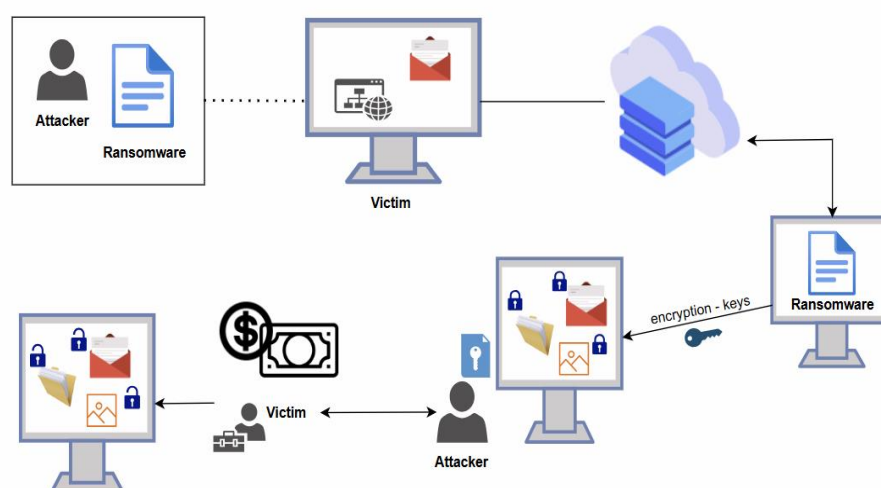 Attacker
Ransomware
Victim
Ransomware
encryption - keys
$
Victim
Attacker